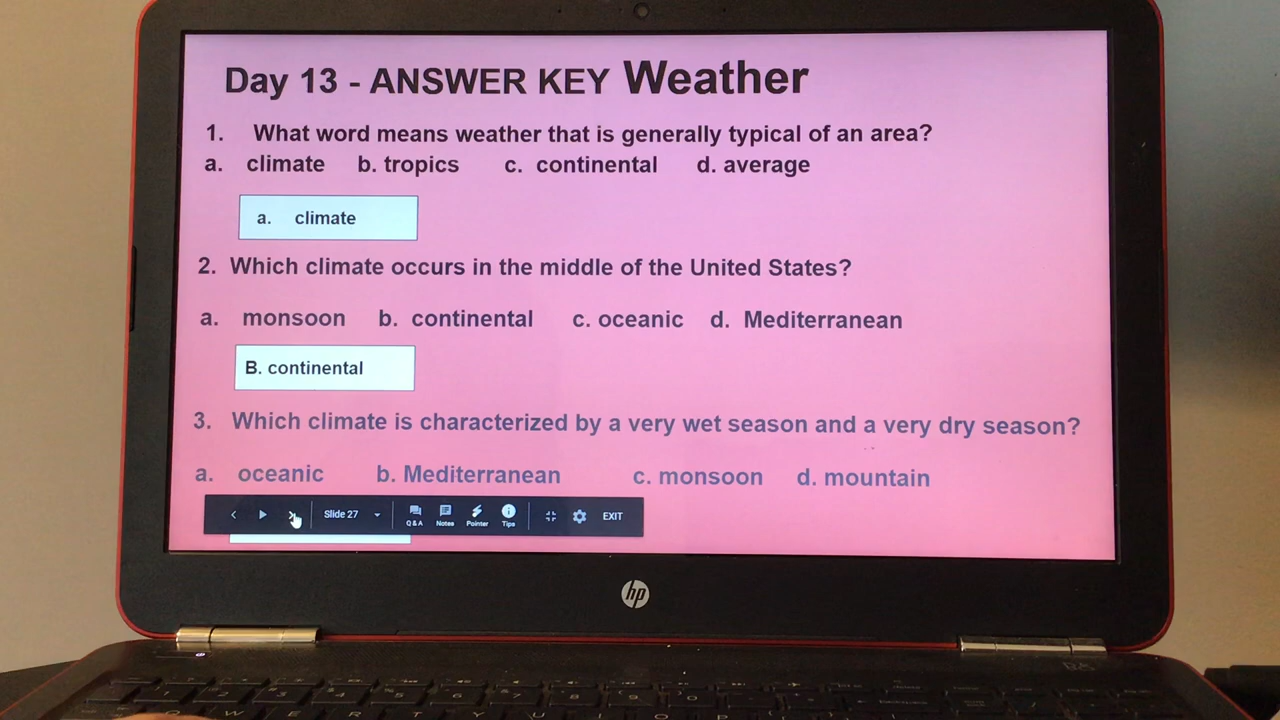 Day 13 - ANSWER KEY Weather
1. What word means weather that is generally typical of an area?
a. climate b. tropics c. continental d. average
a. climate
2. Which climate occurs in the middle of the United States?
a. monsoon b. continental c. oceanic d. Mediterranean
B. continental
3. Which climate is characterized by a very wet season and a very dry season?
a. oceanic b. Mediterranean c. monsoon d. mountain
Slide 27 Q & A Notes Pointer Tips EXIT
hp